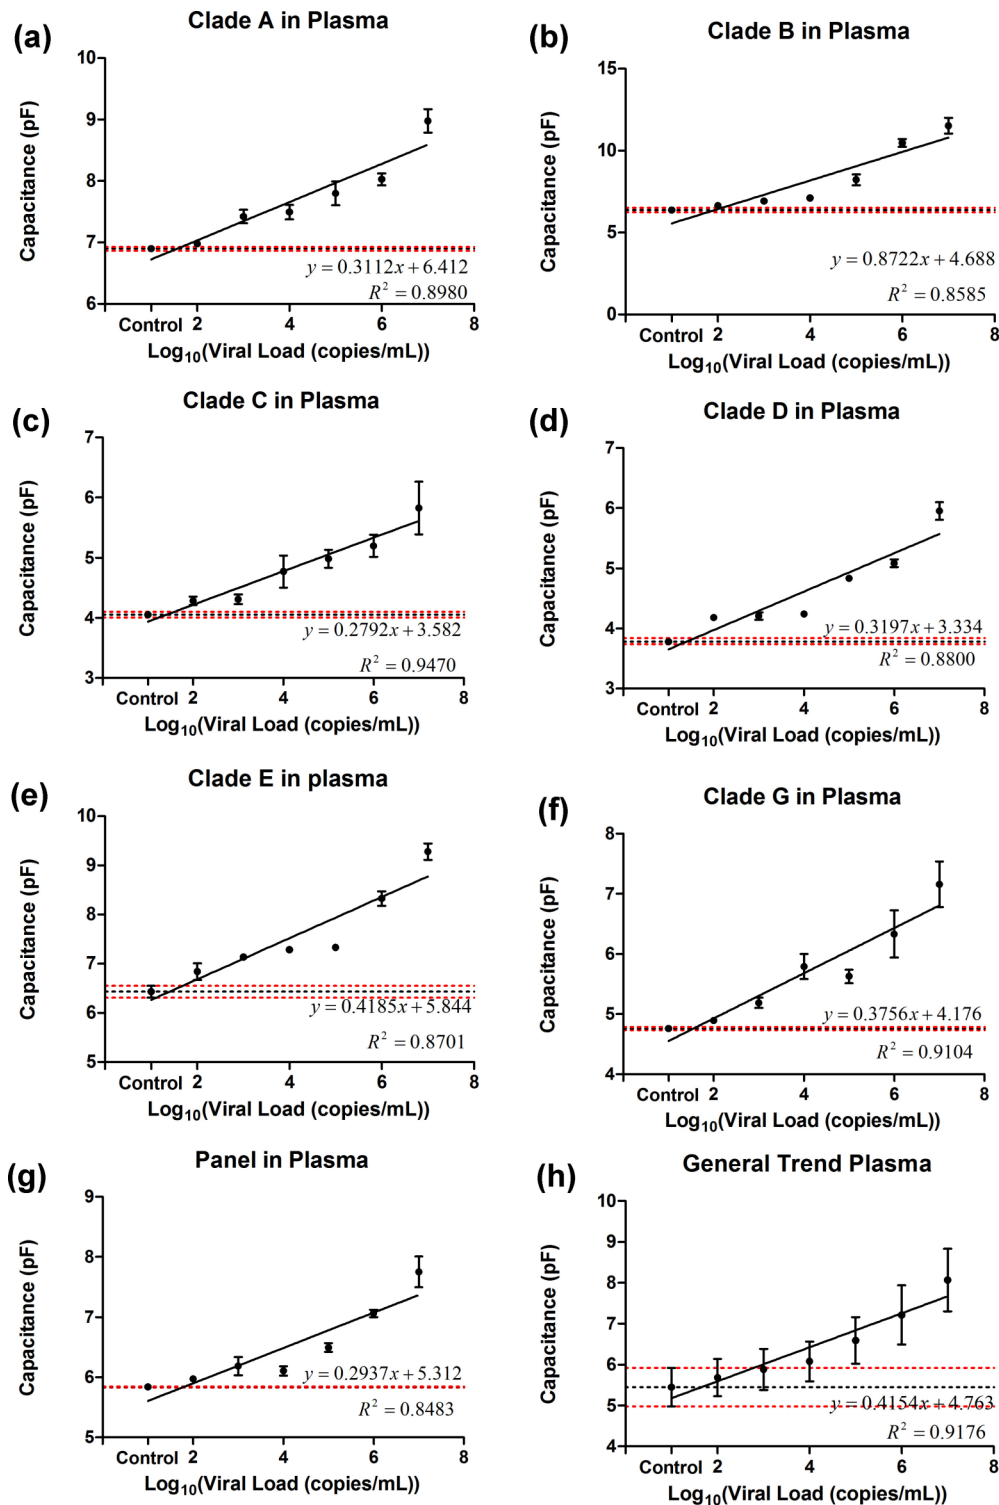 (a)
Clade A in Plasma
Capacitance (pF)
10
9
8
7
6
y = 0.3112x + 6.412
R² = 0.8980
Control 2 4 6 8
Log₁₀(Viral Load (copies/mL))
(b)
Clade B in Plasma
Capacitance (pF)
15
10
5
0
y = 0.8722x + 4.688
R² = 0.8585
Control 2 4 6 8
Log₁₀(Viral Load (copies/mL))
(c)
Clade C in Plasma
Capacitance (pF)
7
6
5
4
3
y = 0.2792x + 3.582
R² = 0.9470
Control 2 4 6 8
Log₁₀(Viral Load (copies/mL))
(d)
Clade D in Plasma
Capacitance (pF)
7
6
5
4
3
y = 0.3197x + 3.334
R² = 0.8800
Control 2 4 6 8
Log₁₀(Viral Load (copies/mL))
(e)
Clade E in plasma
Capacitance (pF)
10
9
8
7
6
5
y = 0.4185x + 5.844
R² = 0.8701
Control 2 4 6 8
Log₁₀(Viral Load (copies/mL))
(f)
Clade G in Plasma
Capacitance (pF)
8
7
6
5
4
y = 0.3756x + 4.176
R² = 0.9104
Control 2 4 6 8
Log₁₀(Viral Load (copies/mL))
(g)
Panel in Plasma
Capacitance (pF)
9
8
7
6
5
y = 0.2937x + 5.312
R² = 0.8483
Control 2 4 6 8
Log₁₀(Viral Load (copies/mL))
(h)
General Trend Plasma
Capacitance (pF)
10
9
8
7
6
5
4
y = 0.4154x + 4.763
R² = 0.9176
Control 2 4 6 8
Log₁₀(Viral Load (copies/mL))